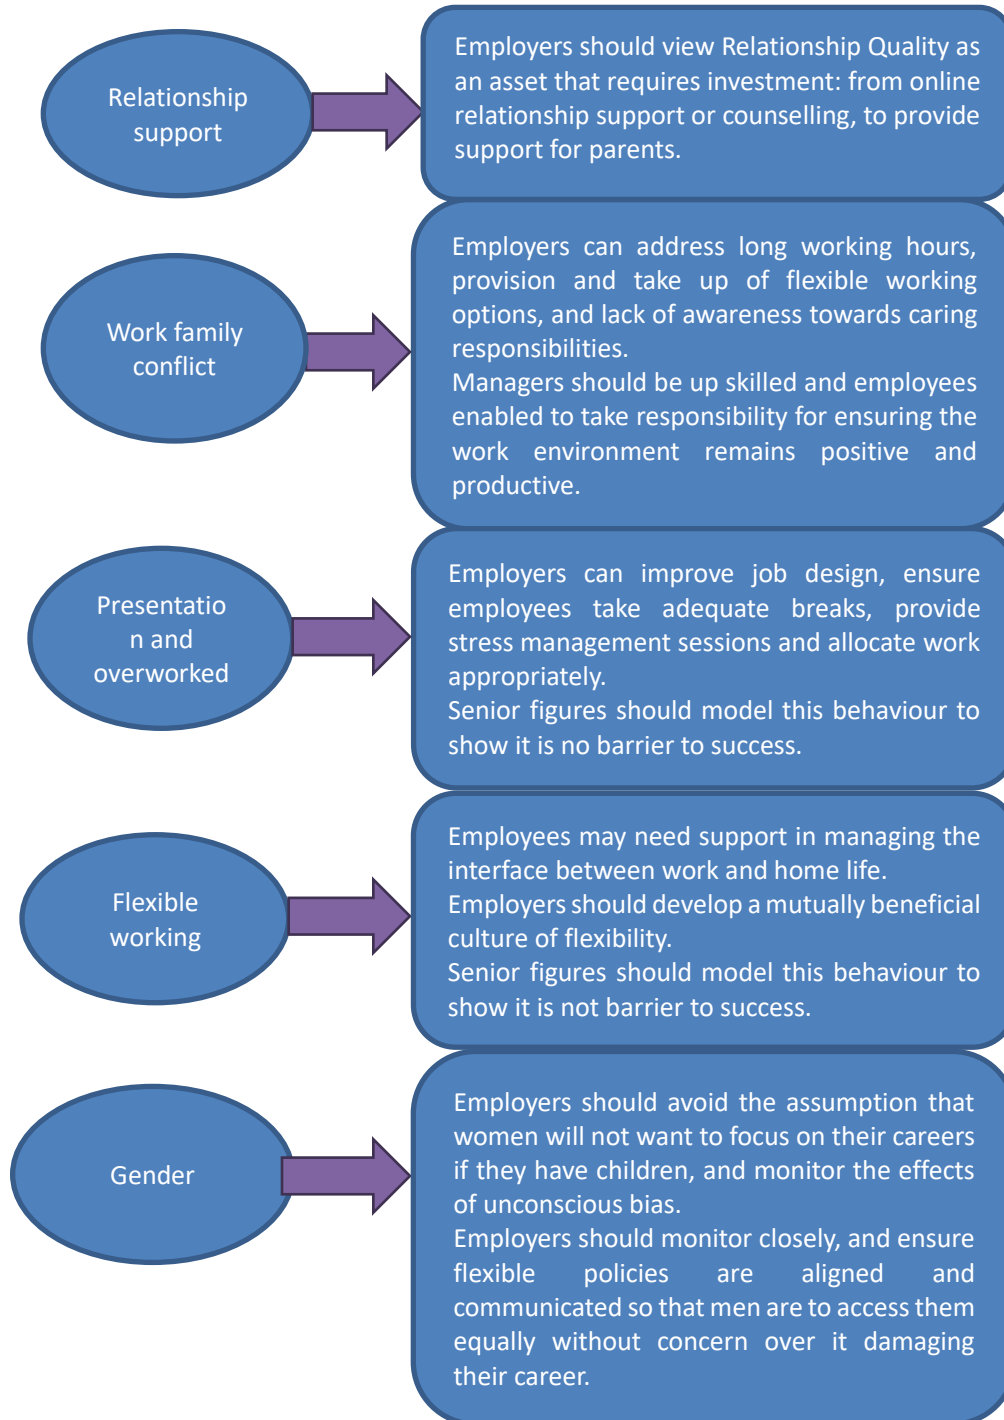 Relationship
support
Employers should view Relationship Quality as
an asset that requires investment: from online
relationship support or counselling, to provide
support for parents.
Work family
conflict
Employers can address long working hours,
provision and take up of flexible working
options, and lack of awareness towards caring
responsibilities.
Managers should be up skilled and employees
enabled to take responsibility for ensuring the
work environment remains positive and
productive.
Presentatio
n and
overworked
Employers can improve job design, ensure
employees take adequate breaks, provide
stress management sessions and allocate work
appropriately.
Senior figures should model this behaviour to
show it is no barrier to success.
Flexible
working
Employees may need support in managing the
interface between work and home life.
Employers should develop a mutually beneficial
culture of flexibility.
Senior figures should model this behaviour to
show it is not barrier to success.
Gender
Employers should avoid the assumption that
women will not want to focus on their careers
if they have children, and monitor the effects
of unconscious bias.
Employers should monitor closely, and ensure
flexible policies are aligned and
communicated so that men are to access them
equally without concern over it damaging
their career.